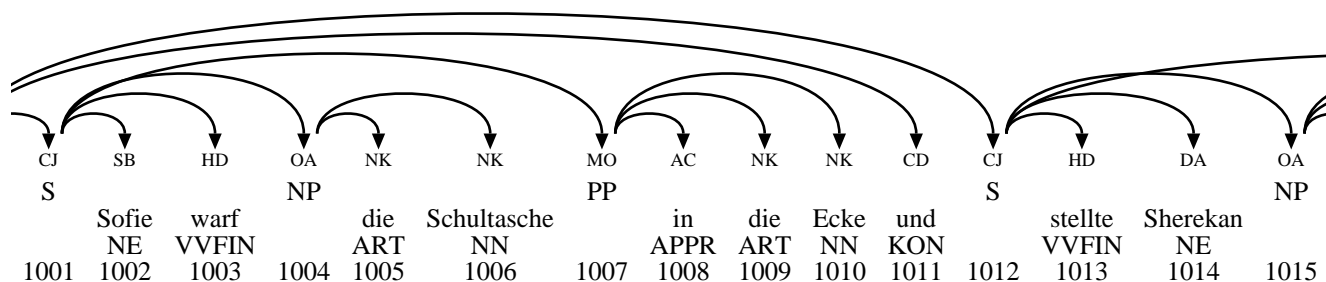 CJ SB HD OA NK NK MO AC NK NK CD CJ HD DA OA
S NP PP S NP
Sofie warf die Schultasche in die Ecke und stellte Sherekan
NE VVFIN ART NN APPR ART NN KON VVFIN NE
1001 1002 1003 1004 1005 1006 1007 1008 1009 1010 1011 1012 1013 1014 1015